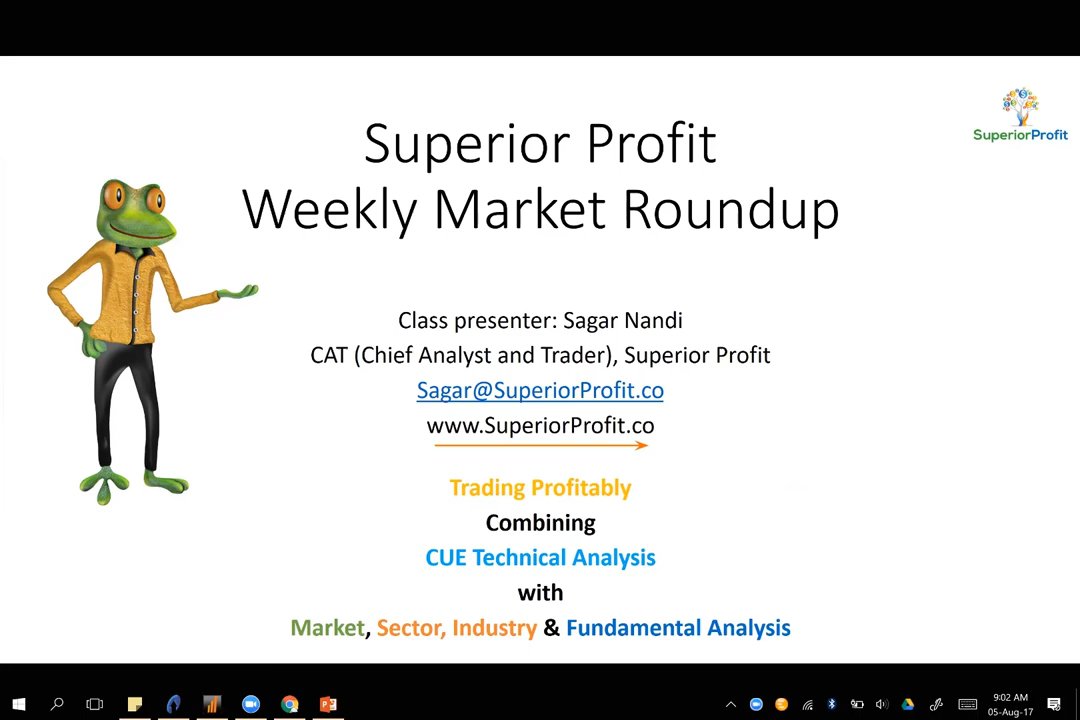 Superior Profit
Weekly Market Roundup
SuperiorProfit
Class presenter: Sagar Nandi
CAT (Chief Analyst and Trader), Superior Profit
Sagar@SuperiorProfit.co
www.SuperiorProfit.co
Trading Profitably
Combining
CUE Technical Analysis
with
Market, Sector, Industry & Fundamental Analysis
9:02 AM
05-Aug-17